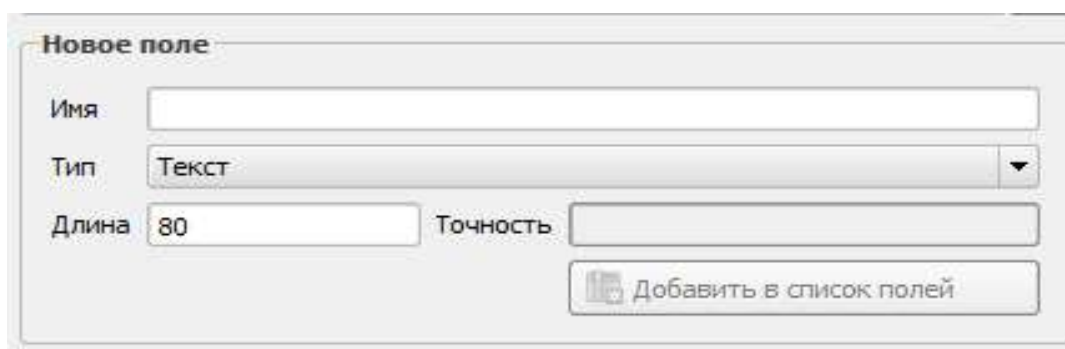 Новое поле
Имя
Тип Текст
Длина 80 Точность
Добавить в список полей